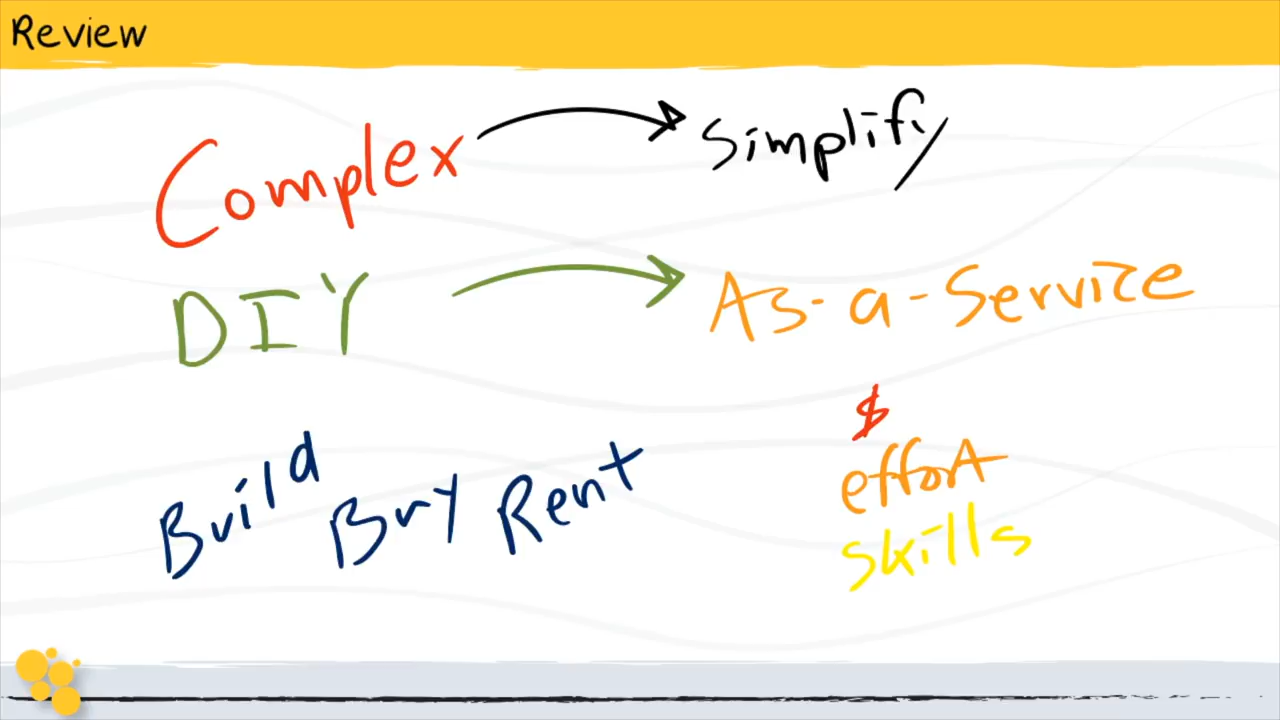 Review
Complex → Simplify
DIY → As-a-Service
Build Buy Rent
$
effort
skills